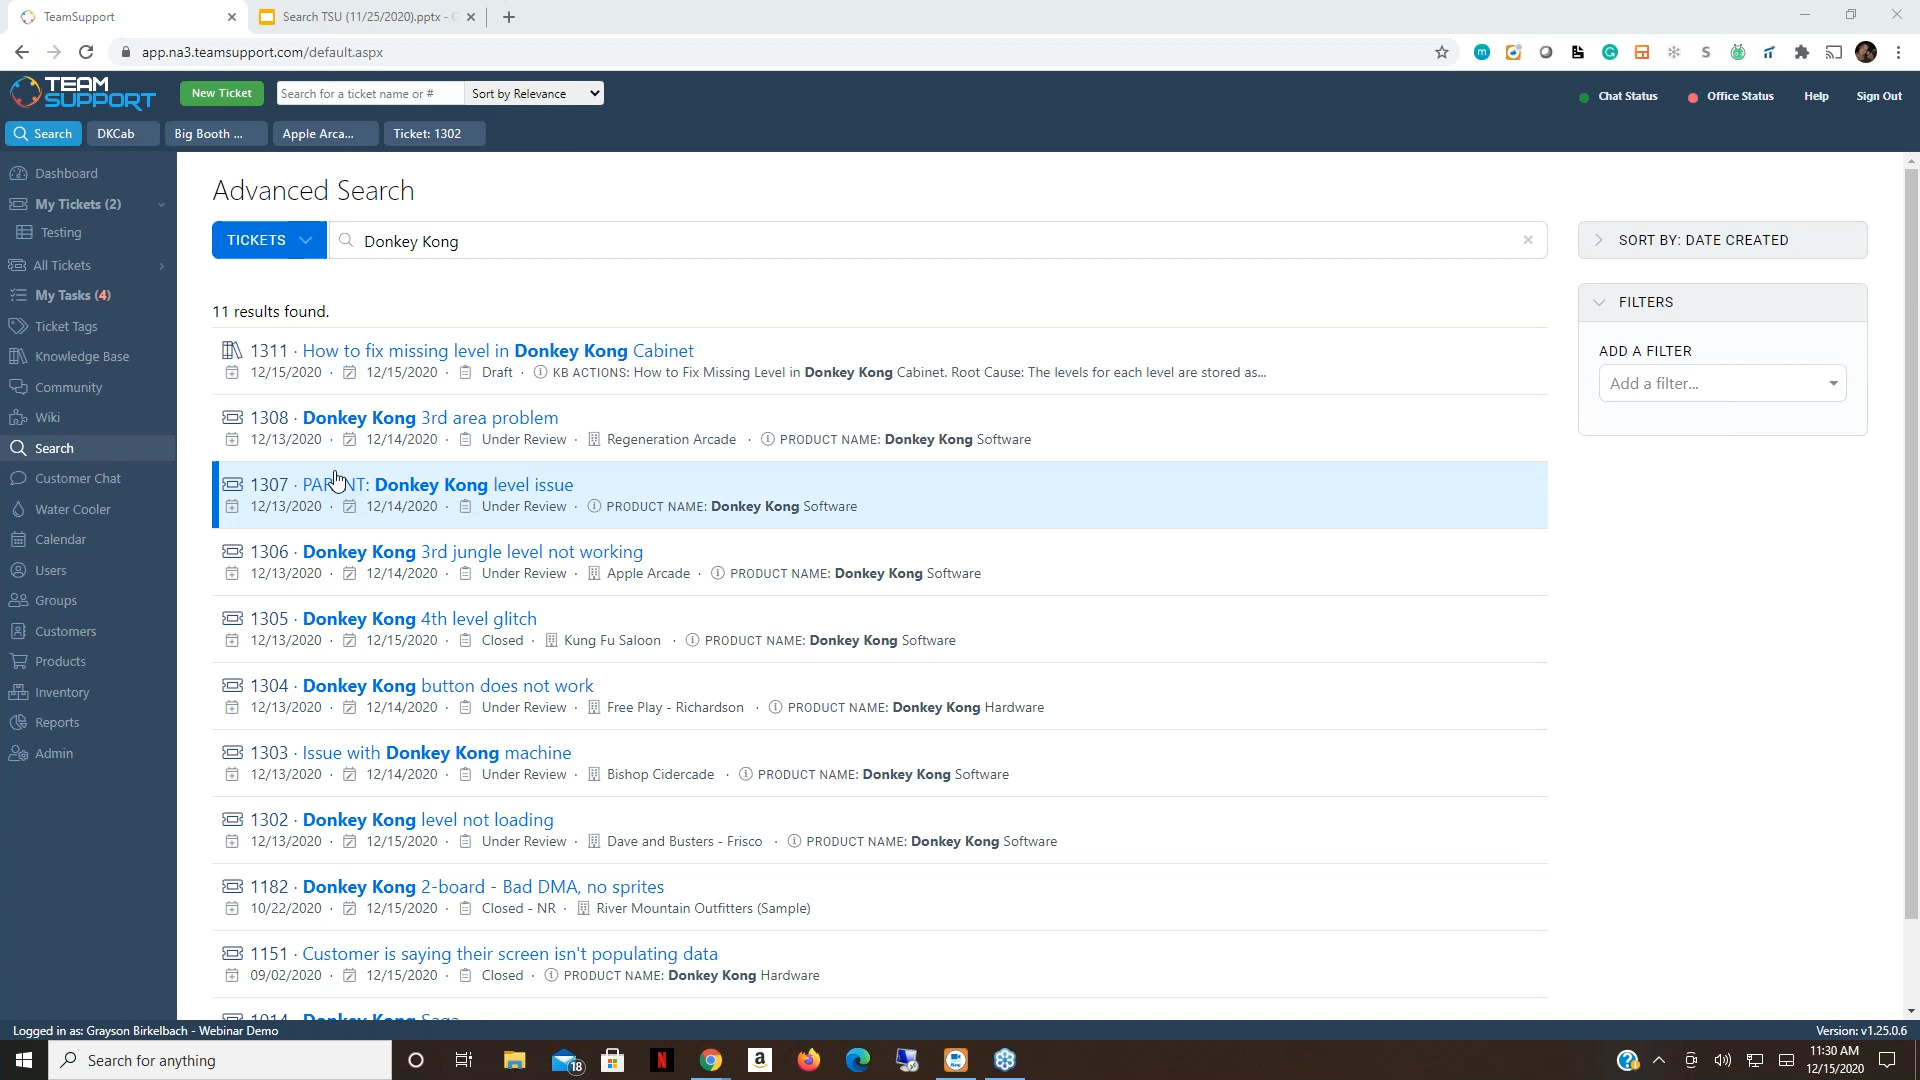 TeamSupport
Search TSU (11/25/2020).pptx - G
app.na3.teamsupport.com/default.aspx
TEAM
SUPPORT
New Ticket
Search for a ticket name or #
Sort by Relevance
Chat Status
Office Status
Help
Sign Out
Search
DKCab
Big Booth ...
Apple Arca...
Ticket: 1302
Dashboard
My Tickets (2)
Testing
All Tickets
My Tasks (4)
Ticket Tags
Knowledge Base
Community
Wiki
Search
Customer Chat
Water Cooler
Calendar
Users
Groups
Customers
Products
Inventory
Reports
Admin
Advanced Search
TICKETS
Donkey Kong
11 results found.
1311 · How to fix missing level in Donkey Kong Cabinet
12/15/2020 · 12/15/2020 · Draft · KB ACTIONS: How to Fix Missing Level in Donkey Kong Cabinet. Root Cause: The levels for each level are stored as...
1308 · Donkey Kong 3rd area problem
12/13/2020 · 12/14/2020 · Under Review · Regeneration Arcade · PRODUCT NAME: Donkey Kong Software
1307 · PARENT: Donkey Kong level issue
12/13/2020 · 12/14/2020 · Under Review · PRODUCT NAME: Donkey Kong Software
1306 · Donkey Kong 3rd jungle level not working
12/13/2020 · 12/14/2020 · Under Review · Apple Arcade · PRODUCT NAME: Donkey Kong Software
1305 · Donkey Kong 4th level glitch
12/13/2020 · 12/15/2020 · Closed · Kung Fu Saloon · PRODUCT NAME: Donkey Kong Software
1304 · Donkey Kong button does not work
12/13/2020 · 12/14/2020 · Under Review · Free Play - Richardson · PRODUCT NAME: Donkey Kong Hardware
1303 · Issue with Donkey Kong machine
12/13/2020 · 12/14/2020 · Under Review · Bishop Cidercade · PRODUCT NAME: Donkey Kong Software
1302 · Donkey Kong level not loading
12/13/2020 · 12/15/2020 · Under Review · Dave and Busters - Frisco · PRODUCT NAME: Donkey Kong Software
1182 · Donkey Kong 2-board - Bad DMA, no sprites
10/22/2020 · 12/15/2020 · Closed - NR · River Mountain Outfitters (Sample)
1151 · Customer is saying their screen isn't populating data
09/02/2020 · 12/15/2020 · Closed · PRODUCT NAME: Donkey Kong Hardware
1014 · Donkey Kong Saga
SORT BY: DATE CREATED
FILTERS
ADD A FILTER
Add a filter...
Logged in as: Grayson Birkelbach - Webinar Demo
Version: v1.25.0.6
Search for anything
18
11:30 AM
12/15/2020